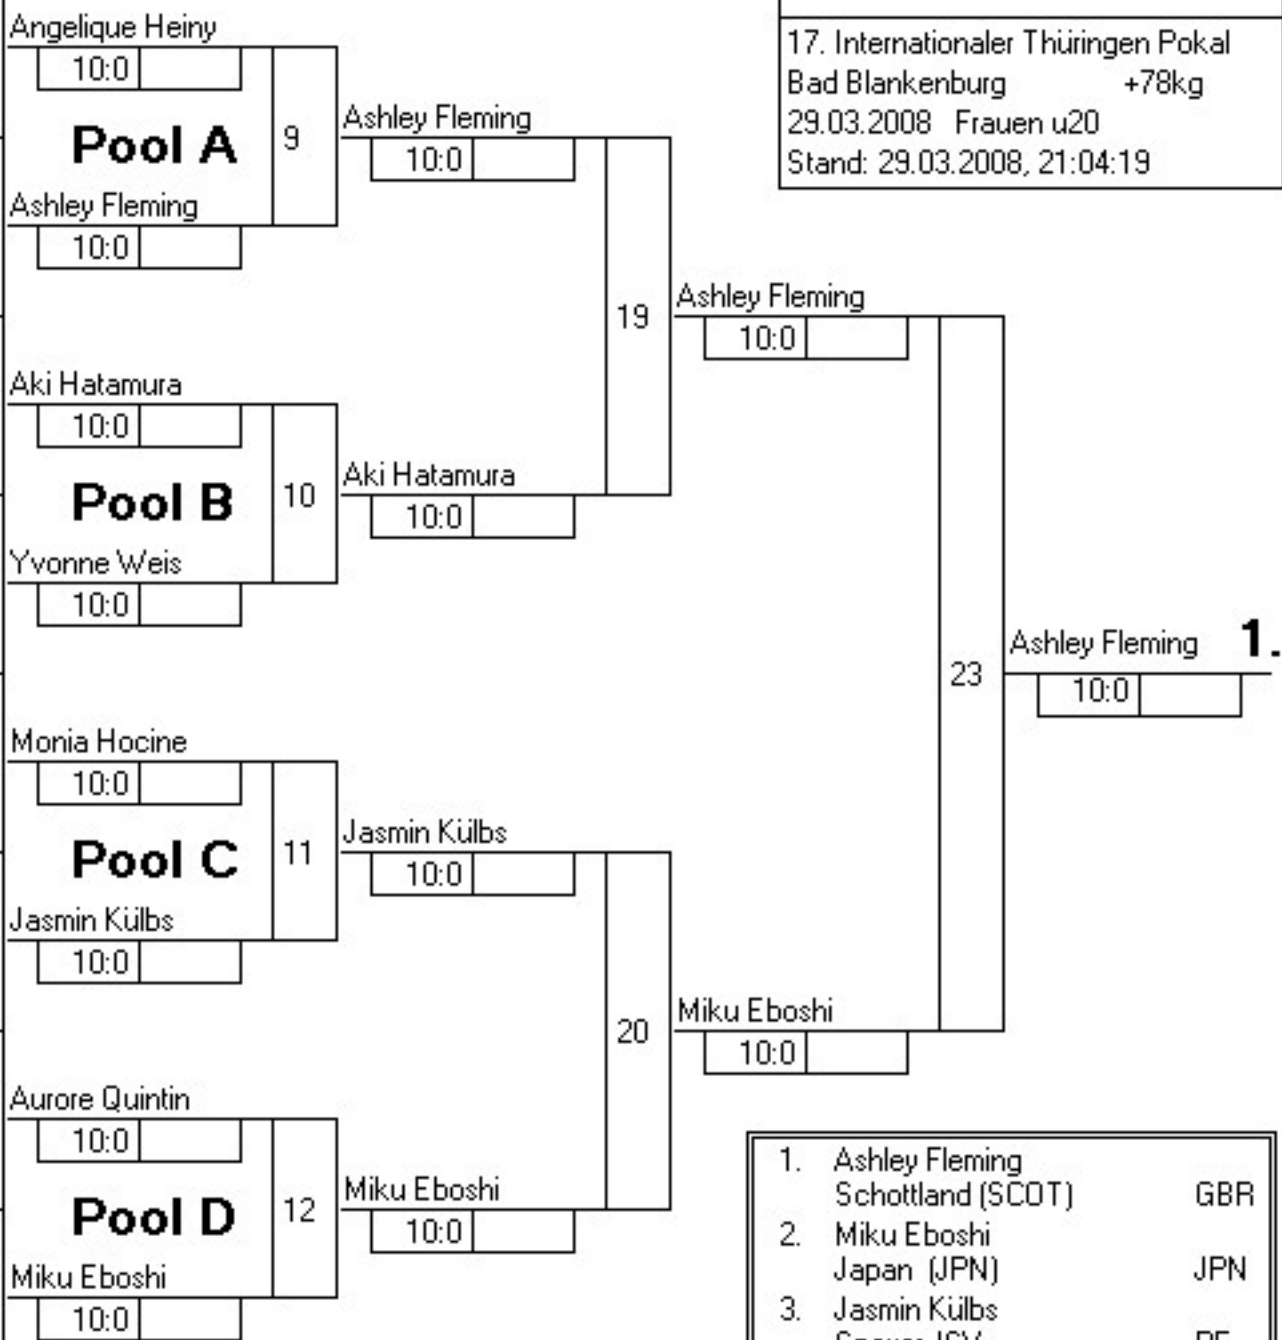 17. Internationaler Thüringen Pokal
Bad Blankenburg +78kg
29.03.2008 Frauen u20
Stand: 29.03.2008, 21:04:19
Angelique Heiny
10:0
Pool A
9
Ashley Fleming
10:0
Ashley Fleming
10:0
19
Ashley Fleming
10:0
Aki Hatamura
10:0
Pool B
10
Aki Hatamura
10:0
Yvonne Weis
10:0
23
Ashley Fleming 1.
10:0
Monia Hocine
10:0
Pool C
11
Jasmin Külbs
10:0
Jasmin Külbs
10:0
20
Miku Eboshi
10:0
Aurore Quintin
10:0
Pool D
12
Miku Eboshi
10:0
Miku Eboshi
10:0
1. Ashley Fleming
Schottland (SCOT) GBR
2. Miku Eboshi
Japan (JPN) JPN
3. Jasmin Külbs